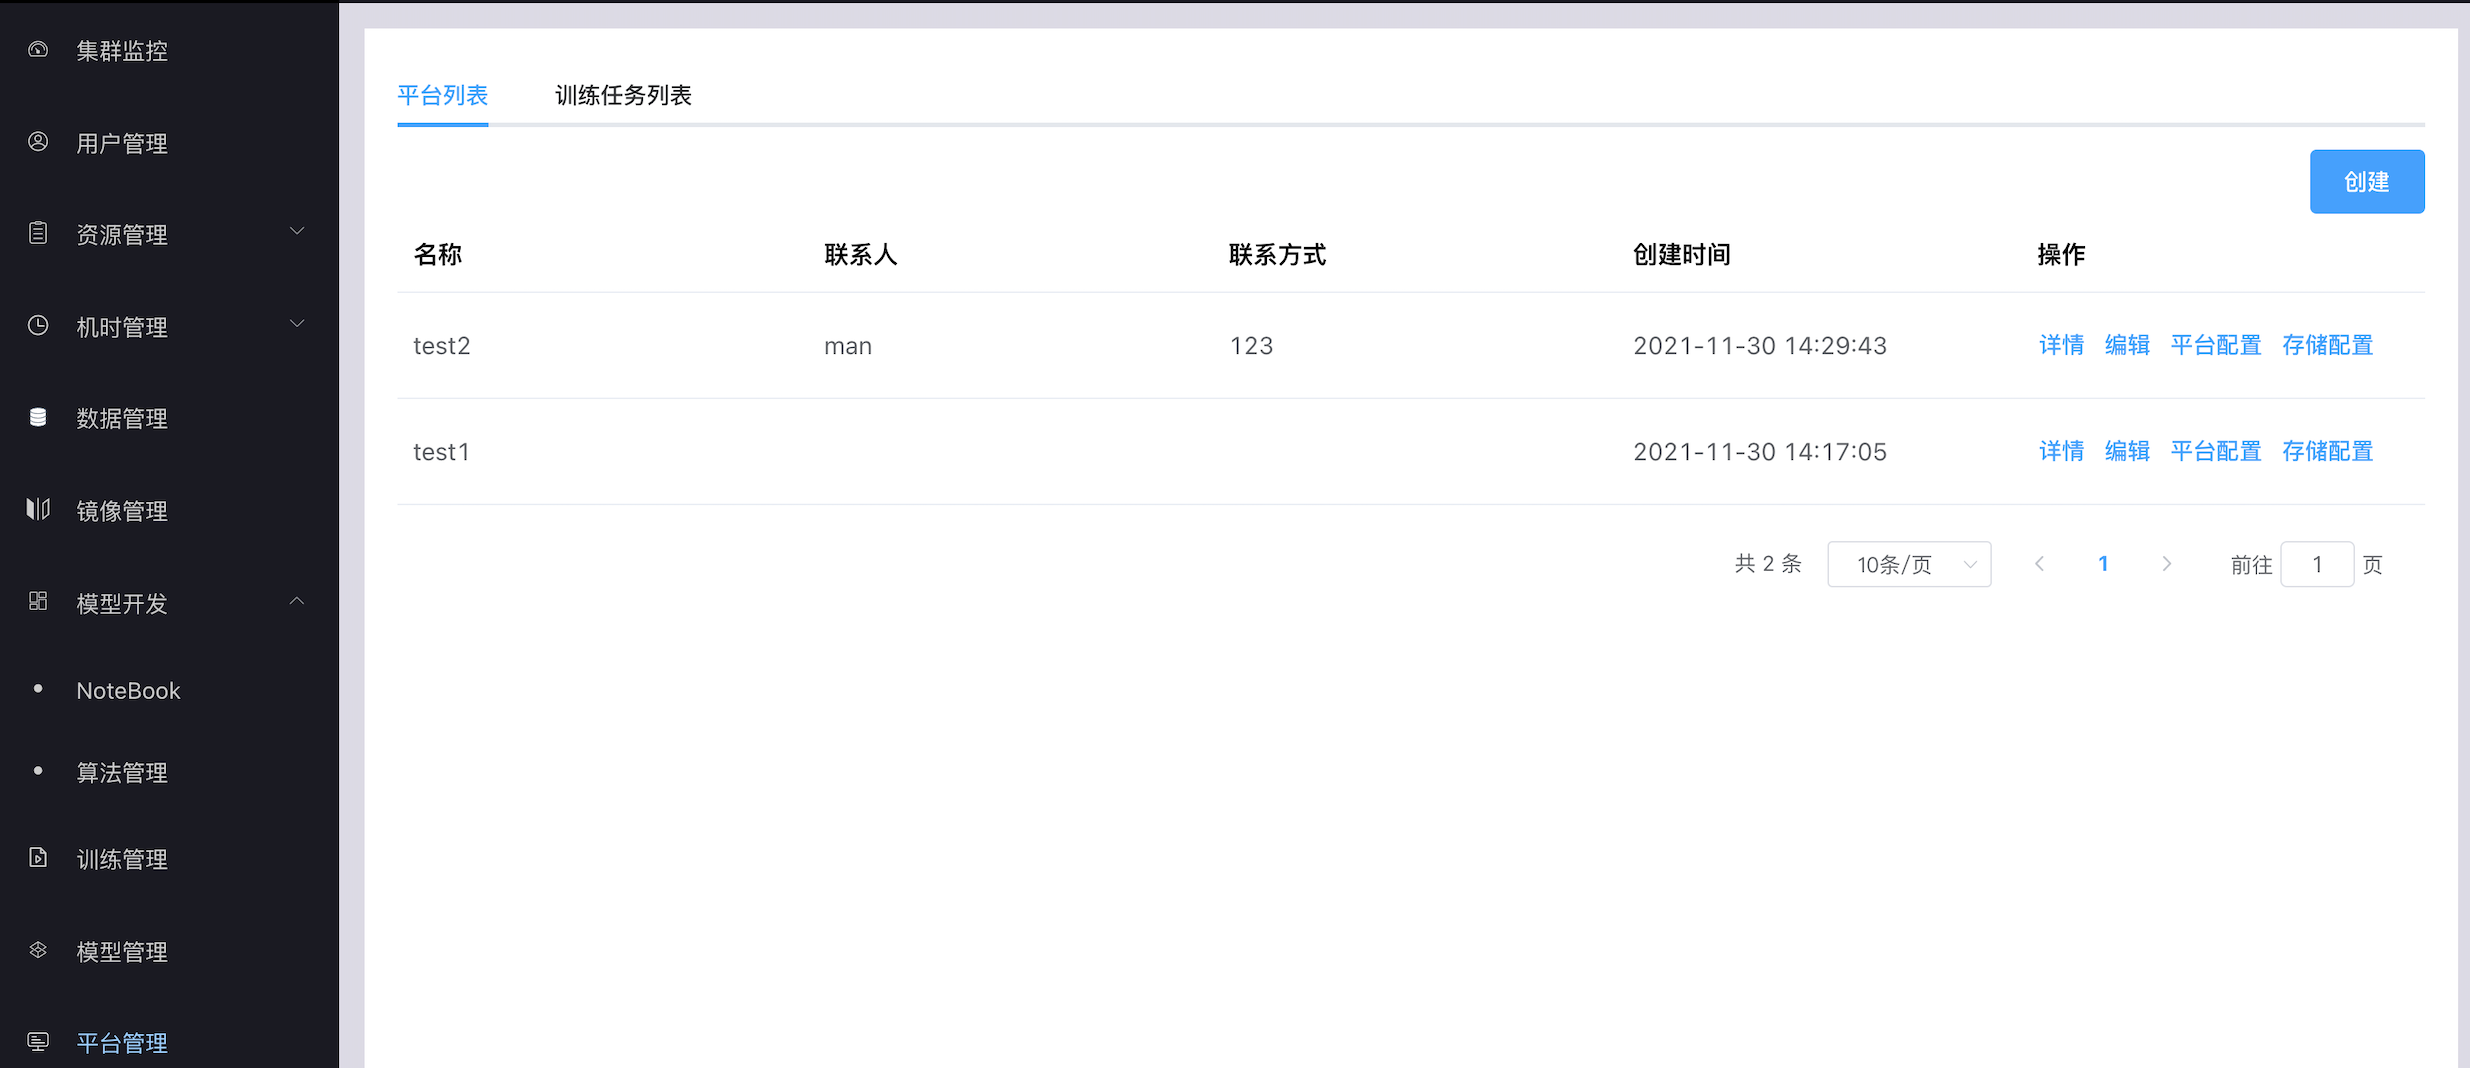 集群监控
用户管理
资源管理
机时管理
数据管理
镜像管理
模型开发
NoteBook
算法管理
训练管理
模型管理
平台管理
平台列表 训练任务列表
创建
名称 联系人 联系方式 创建时间 操作
test2 man 123 2021-11-30 14:29:43 详情 编辑 平台配置 存储配置
test1 2021-11-30 14:17:05 详情 编辑 平台配置 存储配置
共 2 条 10条/页 1 前往 1 页